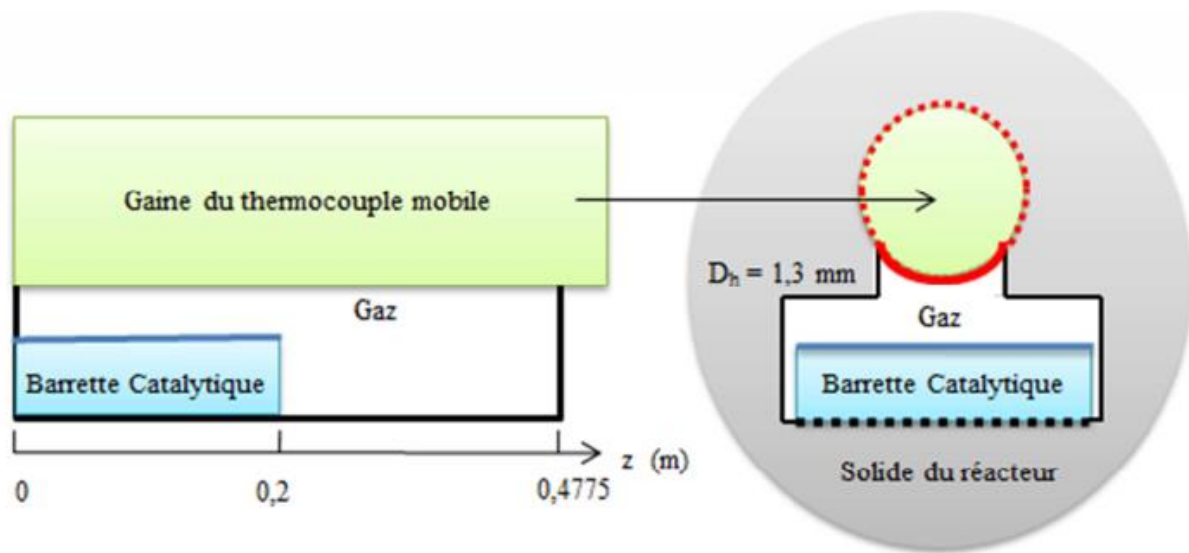 Gaine du thermocouple mobile
Gaz
Barrette Catalytique
z (m)
0
0,2
0,4775
D_h = 1,3 mm
Gaz
Barrette Catalytique
Solide du réacteur